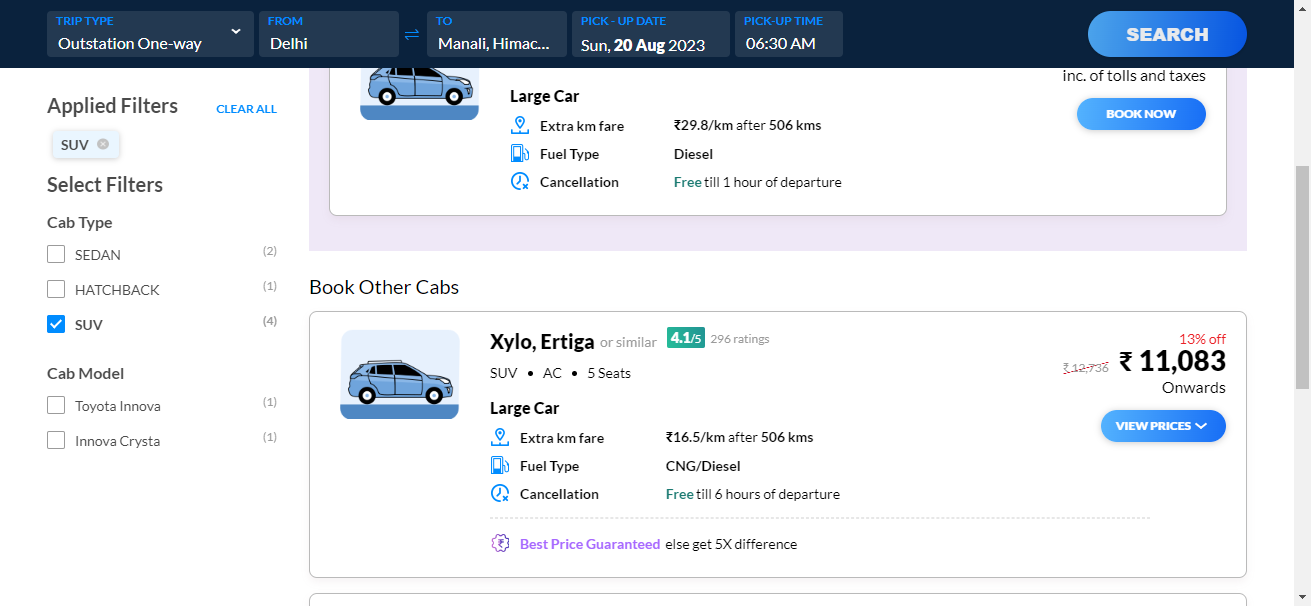 TRIP TYPE
Outstation One-way
FROM
Delhi
TO
Manali, Himac...
PICK - UP DATE
Sun, 20 Aug 2023
PICK-UP TIME
06:30 AM
SEARCH
Applied Filters
CLEAR ALL
SUV
Select Filters
Cab Type
SEDAN (2)
HATCHBACK (1)
SUV (4)
Cab Model
Toyota Innova (1)
Innova Crysta (1)
inc. of tolls and taxes
BOOK NOW
Large Car
Extra km fare ₹29.8/km after 506 kms
Fuel Type Diesel
Cancellation Free till 1 hour of departure
Book Other Cabs
Xylo, Ertiga or similar 4.1/5 296 ratings
SUV • AC • 5 Seats
Large Car
Extra km fare ₹16.5/km after 506 kms
Fuel Type CNG/Diesel
Cancellation Free till 6 hours of departure
₹ Best Price Guaranteed else get 5X difference
13% off
₹ 12,736 ₹ 11,083
Onwards
VIEW PRICES